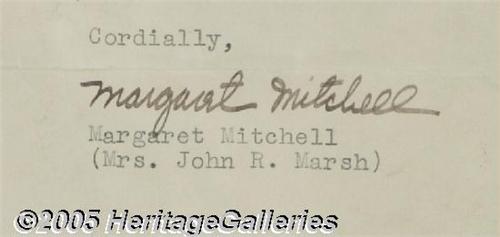 Cordially,
Margaret Mitchell
Margaret Mitchell
(Mrs. John R. Marsh)
©2005 HeritageGalleries